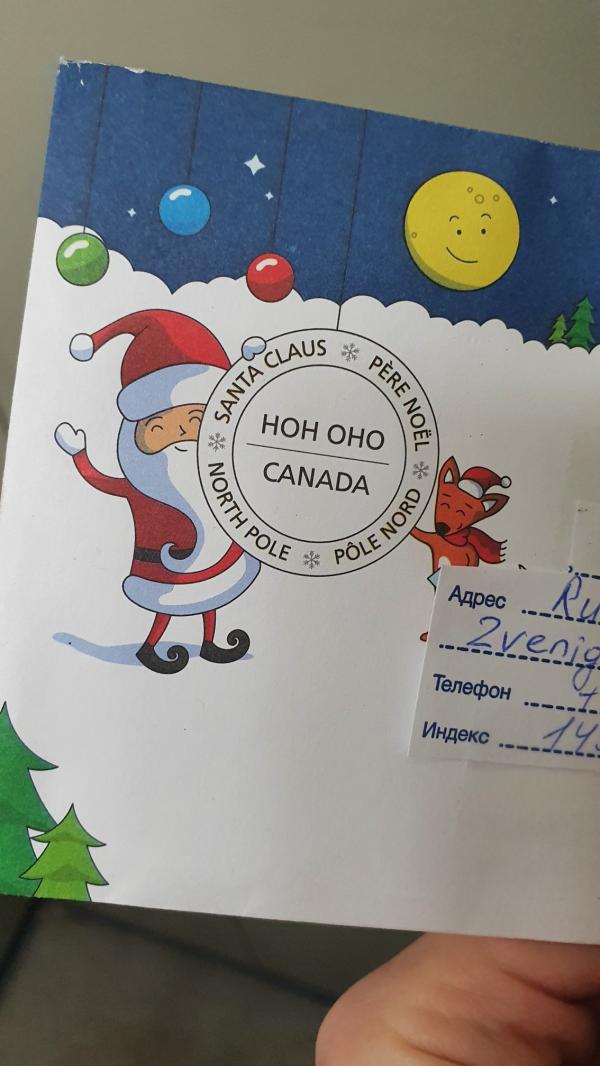 SANTA CLAUS
PÈRE NOËL
HOH OHO
CANADA
NORTH POLE
PÔLE NORD
Адрес
Телефон
Индекс